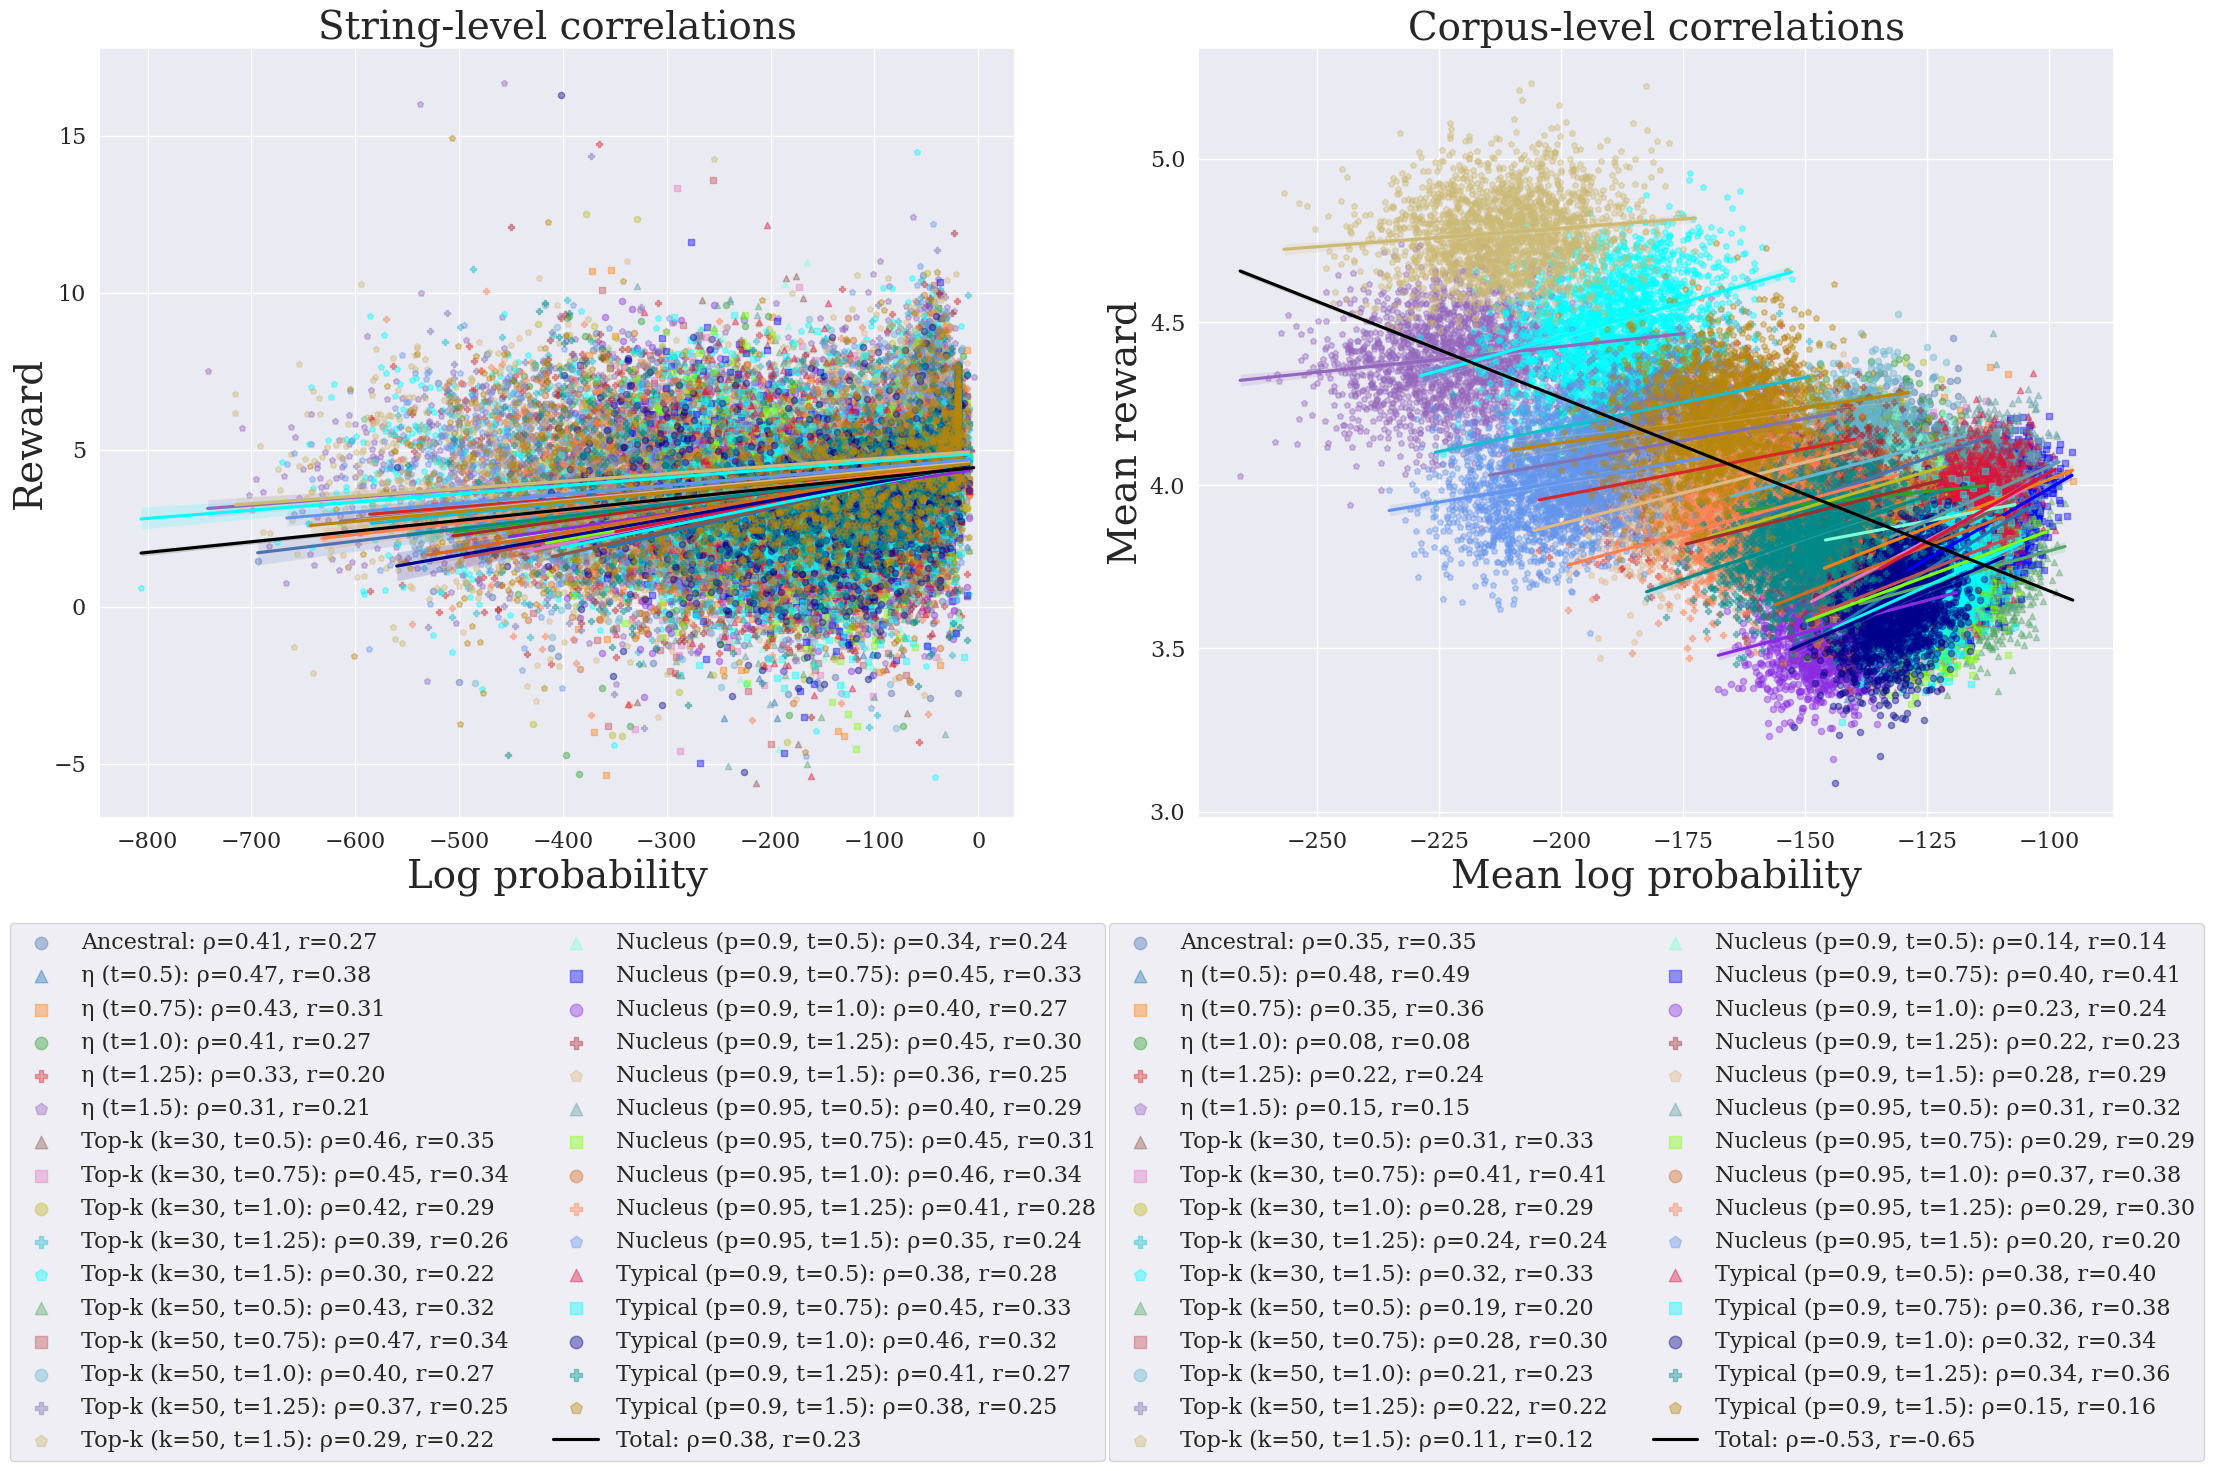 String-level correlations
Reward
15
10
5
0
−5
−800 −700 −600 −500 −400 −300 −200 −100 0
Log probability
Ancestral: ρ=0.41, r=0.27
η (t=0.5): ρ=0.47, r=0.38
η (t=0.75): ρ=0.43, r=0.31
η (t=1.0): ρ=0.41, r=0.27
η (t=1.25): ρ=0.33, r=0.20
η (t=1.5): ρ=0.31, r=0.21
Top-k (k=30, t=0.5): ρ=0.46, r=0.35
Top-k (k=30, t=0.75): ρ=0.45, r=0.34
Top-k (k=30, t=1.0): ρ=0.42, r=0.29
Top-k (k=30, t=1.25): ρ=0.39, r=0.26
Top-k (k=30, t=1.5): ρ=0.30, r=0.22
Top-k (k=50, t=0.5): ρ=0.43, r=0.32
Top-k (k=50, t=0.75): ρ=0.47, r=0.34
Top-k (k=50, t=1.0): ρ=0.40, r=0.27
Top-k (k=50, t=1.25): ρ=0.37, r=0.25
Top-k (k=50, t=1.5): ρ=0.29, r=0.22
Nucleus (p=0.9, t=0.5): ρ=0.34, r=0.24
Nucleus (p=0.9, t=0.75): ρ=0.45, r=0.33
Nucleus (p=0.9, t=1.0): ρ=0.40, r=0.27
Nucleus (p=0.9, t=1.25): ρ=0.45, r=0.30
Nucleus (p=0.9, t=1.5): ρ=0.36, r=0.25
Nucleus (p=0.95, t=0.5): ρ=0.40, r=0.29
Nucleus (p=0.95, t=0.75): ρ=0.45, r=0.31
Nucleus (p=0.95, t=1.0): ρ=0.46, r=0.34
Nucleus (p=0.95, t=1.25): ρ=0.41, r=0.28
Nucleus (p=0.95, t=1.5): ρ=0.35, r=0.24
Typical (p=0.9, t=0.5): ρ=0.38, r=0.28
Typical (p=0.9, t=0.75): ρ=0.45, r=0.33
Typical (p=0.9, t=1.0): ρ=0.46, r=0.32
Typical (p=0.9, t=1.25): ρ=0.41, r=0.27
Typical (p=0.9, t=1.5): ρ=0.38, r=0.25
Total: ρ=0.38, r=0.23
Corpus-level correlations
Mean reward
5.0
4.5
4.0
3.5
3.0
−250 −225 −200 −175 −150 −125 −100
Mean log probability
Ancestral: ρ=0.35, r=0.35
η (t=0.5): ρ=0.48, r=0.49
η (t=0.75): ρ=0.35, r=0.36
η (t=1.0): ρ=0.08, r=0.08
η (t=1.25): ρ=0.22, r=0.24
η (t=1.5): ρ=0.15, r=0.15
Top-k (k=30, t=0.5): ρ=0.31, r=0.33
Top-k (k=30, t=0.75): ρ=0.41, r=0.41
Top-k (k=30, t=1.0): ρ=0.28, r=0.29
Top-k (k=30, t=1.25): ρ=0.24, r=0.24
Top-k (k=30, t=1.5): ρ=0.32, r=0.33
Top-k (k=50, t=0.5): ρ=0.19, r=0.20
Top-k (k=50, t=0.75): ρ=0.28, r=0.30
Top-k (k=50, t=1.0): ρ=0.21, r=0.23
Top-k (k=50, t=1.25): ρ=0.22, r=0.22
Top-k (k=50, t=1.5): ρ=0.11, r=0.12
Nucleus (p=0.9, t=0.5): ρ=0.14, r=0.14
Nucleus (p=0.9, t=0.75): ρ=0.40, r=0.41
Nucleus (p=0.9, t=1.0): ρ=0.23, r=0.24
Nucleus (p=0.9, t=1.25): ρ=0.22, r=0.23
Nucleus (p=0.9, t=1.5): ρ=0.28, r=0.29
Nucleus (p=0.95, t=0.5): ρ=0.31, r=0.32
Nucleus (p=0.95, t=0.75): ρ=0.29, r=0.29
Nucleus (p=0.95, t=1.0): ρ=0.37, r=0.38
Nucleus (p=0.95, t=1.25): ρ=0.29, r=0.30
Nucleus (p=0.95, t=1.5): ρ=0.20, r=0.20
Typical (p=0.9, t=0.5): ρ=0.38, r=0.40
Typical (p=0.9, t=0.75): ρ=0.36, r=0.38
Typical (p=0.9, t=1.0): ρ=0.32, r=0.34
Typical (p=0.9, t=1.25): ρ=0.34, r=0.36
Typical (p=0.9, t=1.5): ρ=0.15, r=0.16
Total: ρ=-0.53, r=-0.65